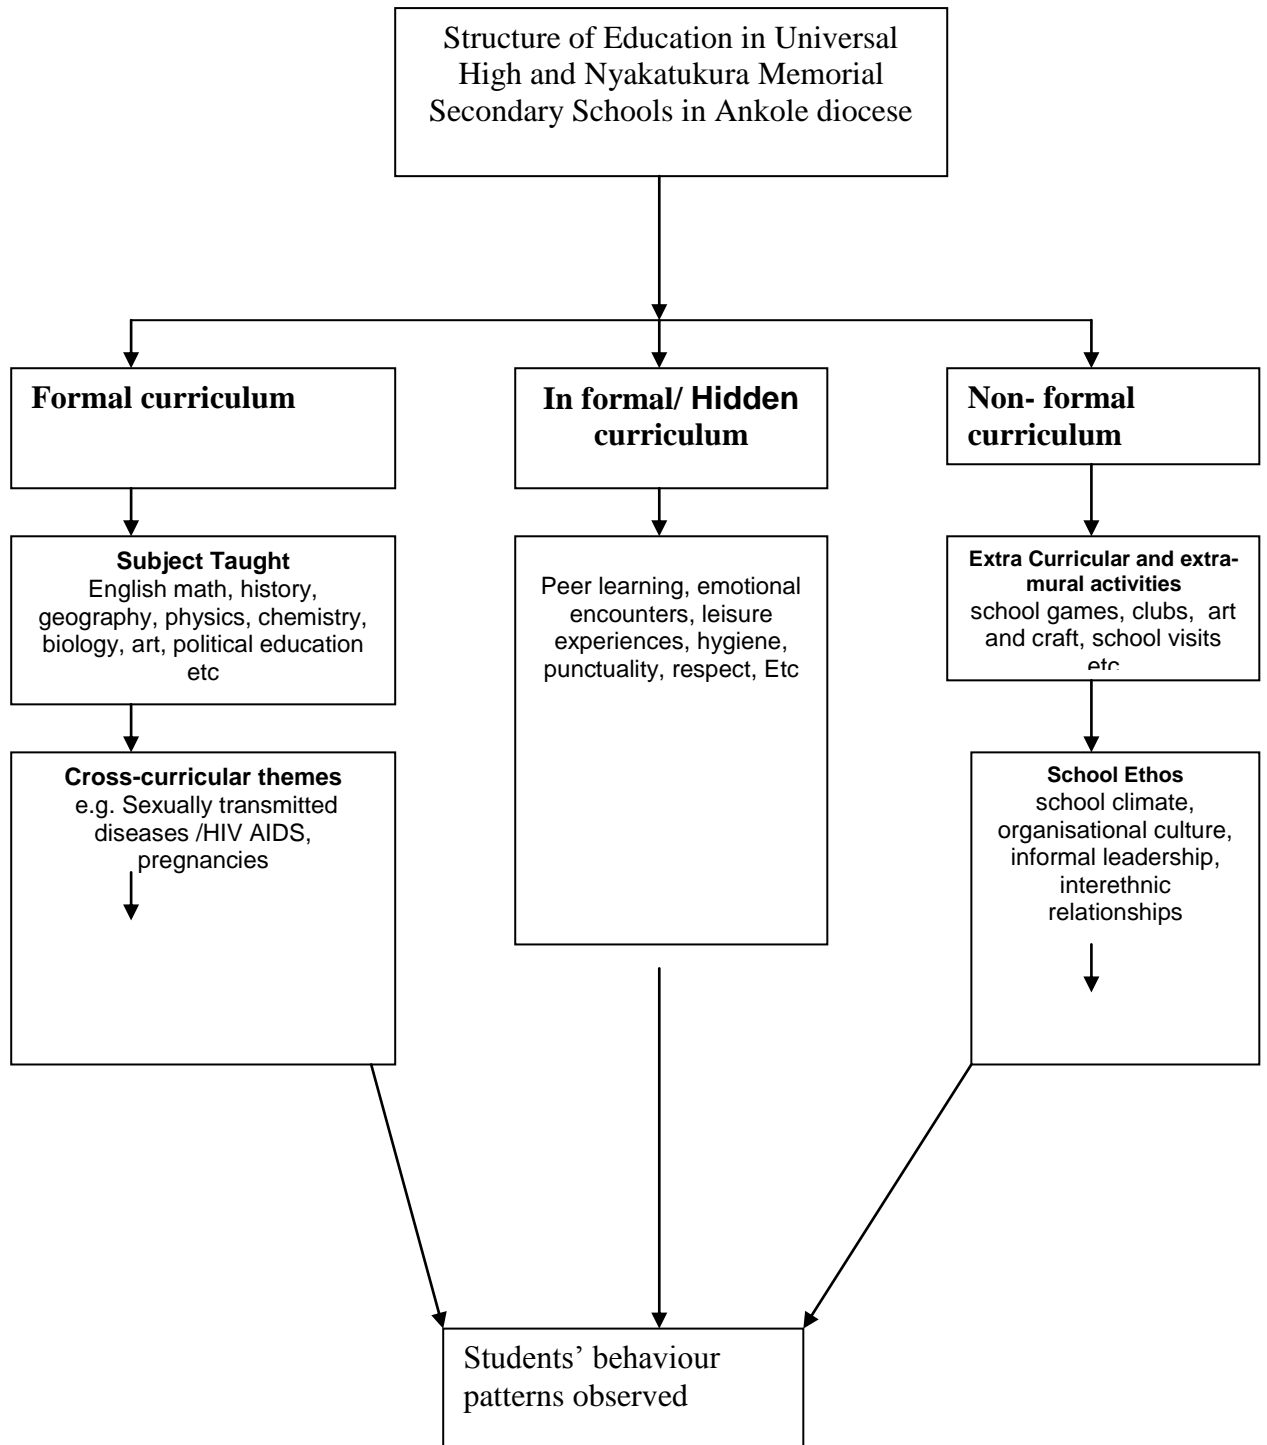 Structure of Education in Universal
High and Nyakatukura Memorial
Secondary Schools in Ankole diocese
Formal curriculum
In formal/ Hidden
curriculum
Non- formal
curriculum
Subject Taught
English math, history,
geography, physics, chemistry,
biology, art, political education
etc
Peer learning, emotional
encounters, leisure
experiences, hygiene,
punctuality, respect, Etc
Extra Curricular and extra-
mural activities
school games, clubs, art
and craft, school visits
etc
Cross-curricular themes
e.g. Sexually transmitted
diseases /HIV AIDS,
pregnancies
School Ethos
school climate,
organisational culture,
informal leadership,
interethnic
relationships
Students’ behaviour
patterns observed